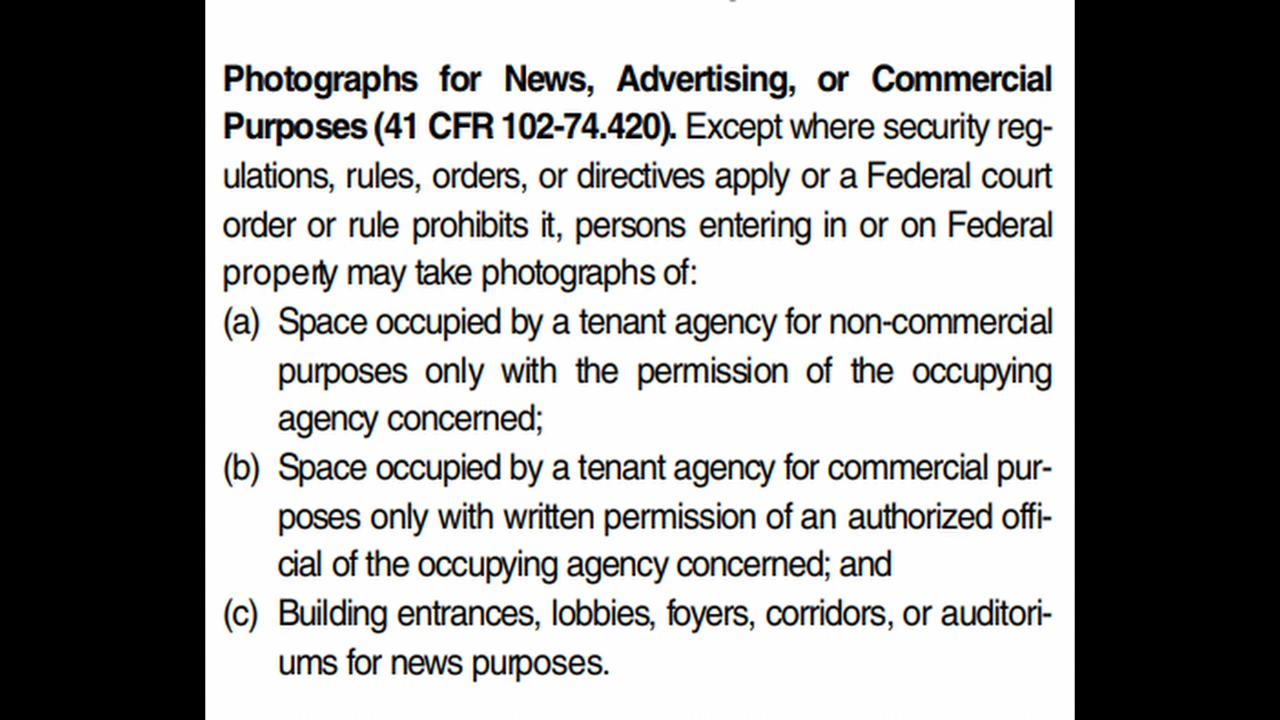 Photographs for News, Advertising, or Commercial
Purposes (41 CFR 102-74.420). Except where security reg-
ulations, rules, orders, or directives apply or a Federal court
order or rule prohibits it, persons entering in or on Federal
property may take photographs of:
(a) Space occupied by a tenant agency for non-commercial
purposes only with the permission of the occupying
agency concerned;
(b) Space occupied by a tenant agency for commercial pur-
poses only with written permission of an authorized offi-
cial of the occupying agency concerned; and
(c) Building entrances, lobbies, foyers, corridors, or auditori-
ums for news purposes.